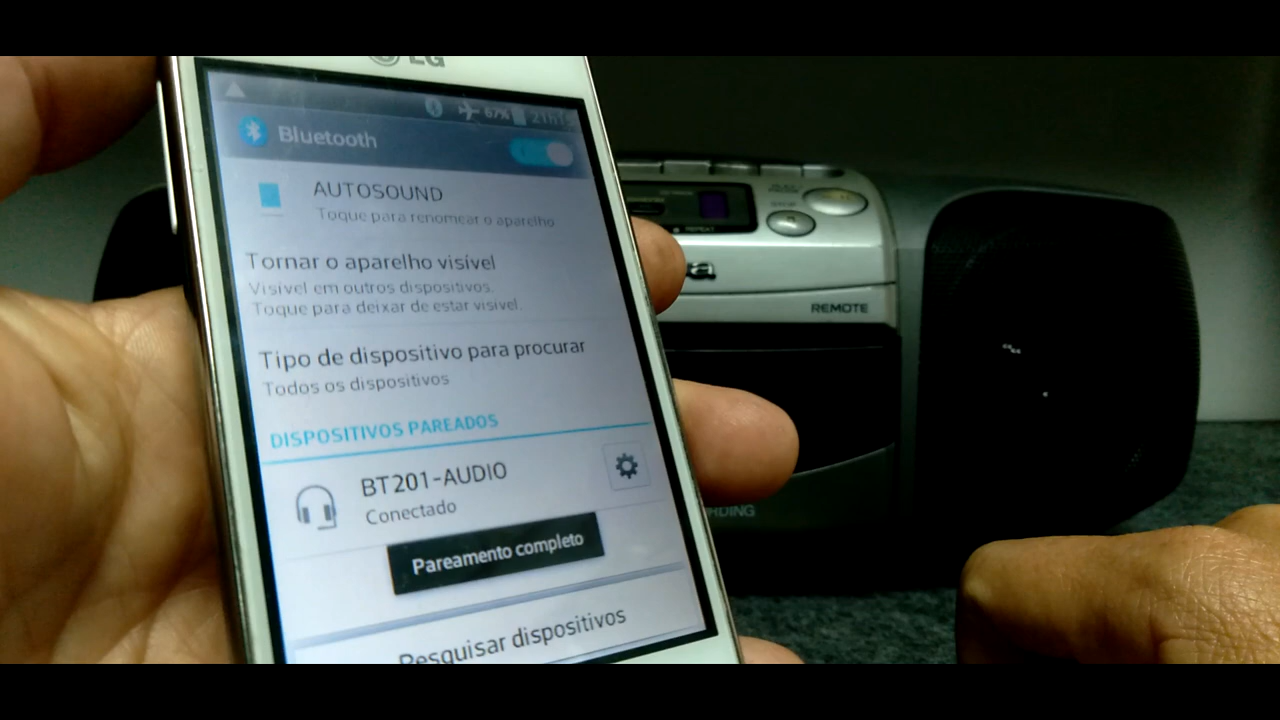 LG
67%
Bluetooth
AUTOSOUND
Toque para renomear o aparelho
Tornar o aparelho visível
Visível em outros dispositivos.
Toque para deixar de estar visível.
Tipo de dispositivo para procurar
Todos os dispositivos
DISPOSITIVOS PAREADOS
BT201-AUDIO
Conectado
Pareamento completo
Pesquisar dispositivos
REPEAT
REMOTE